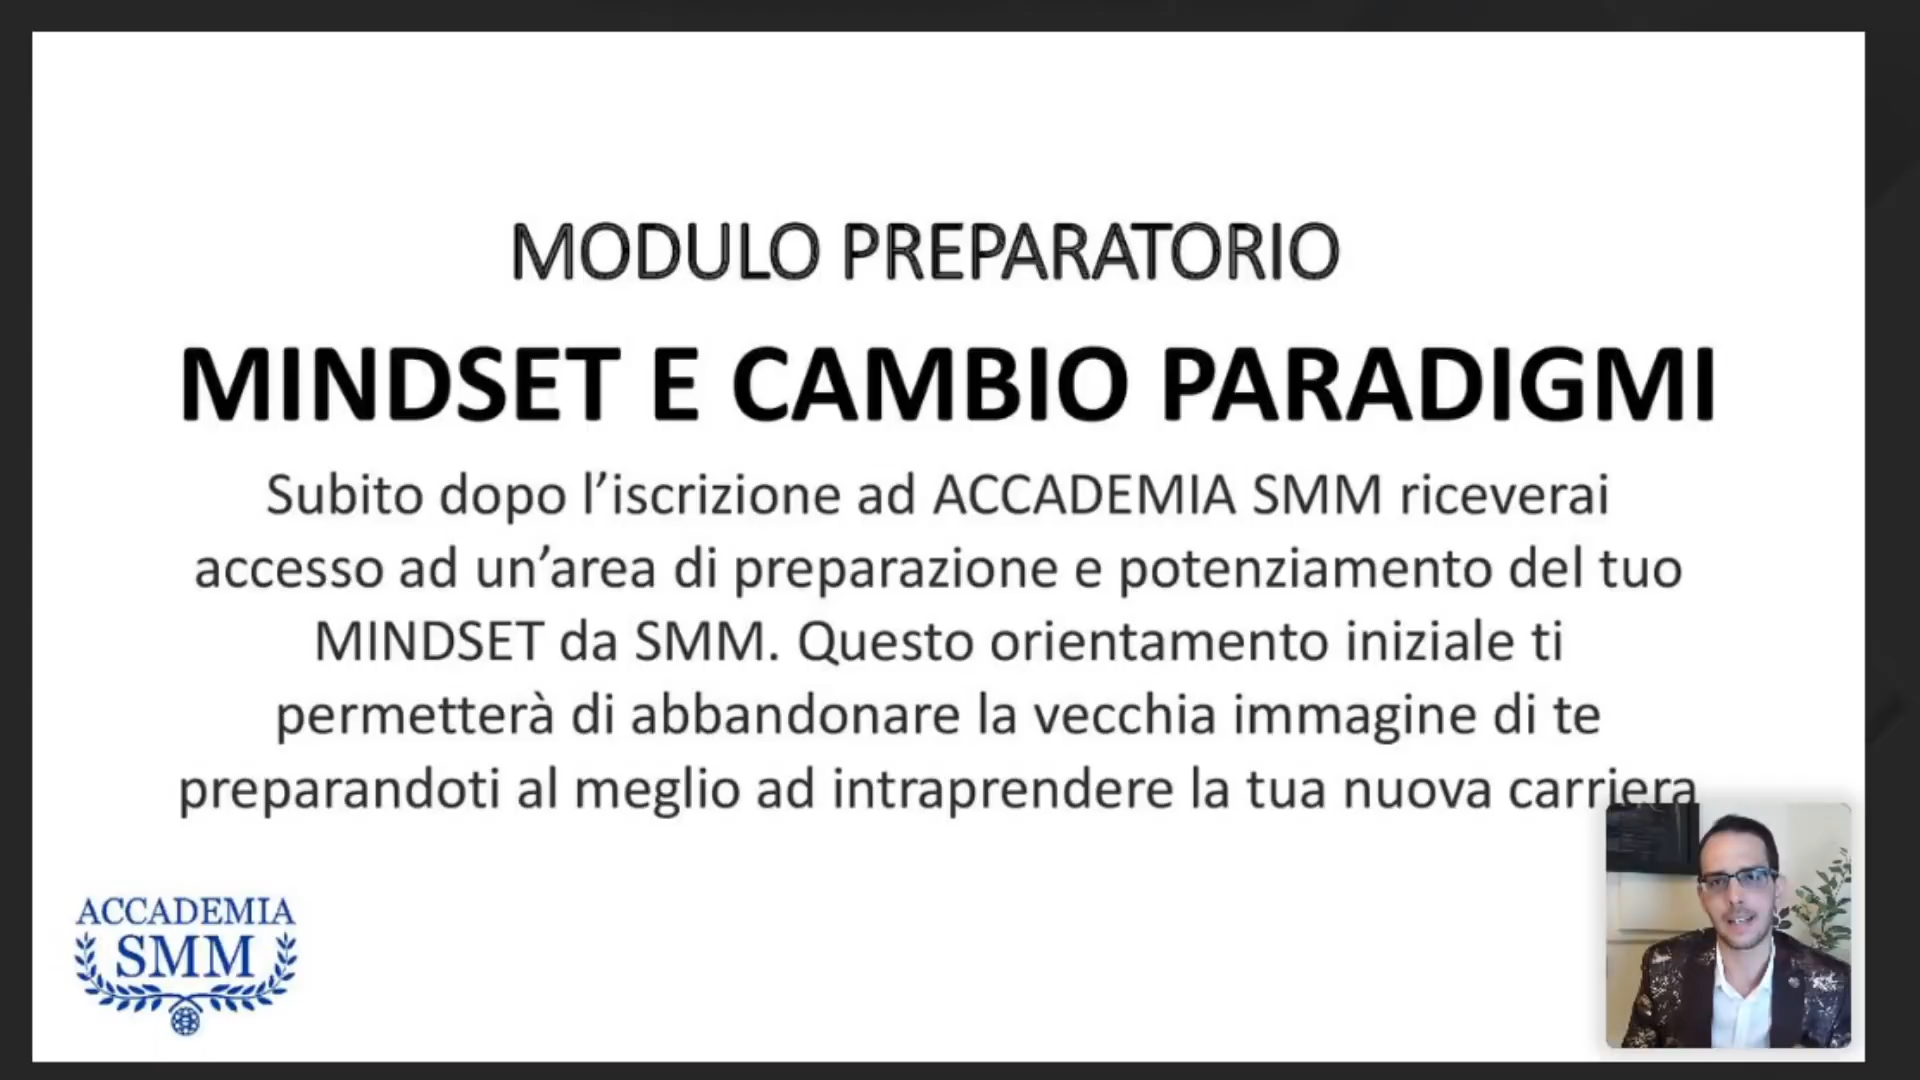 MODULO PREPARATORIO
MINDSET E CAMBIO PARADIGMI
Subito dopo l’iscrizione ad ACCADEMIA SMM riceverai
accesso ad un’area di preparazione e potenziamento del tuo
MINDSET da SMM. Questo orientamento iniziale ti
permetterà di abbandonare la vecchia immagine di te
preparandoti al meglio ad intraprendere la tua nuova carriera
ACCADEMIA
SMM